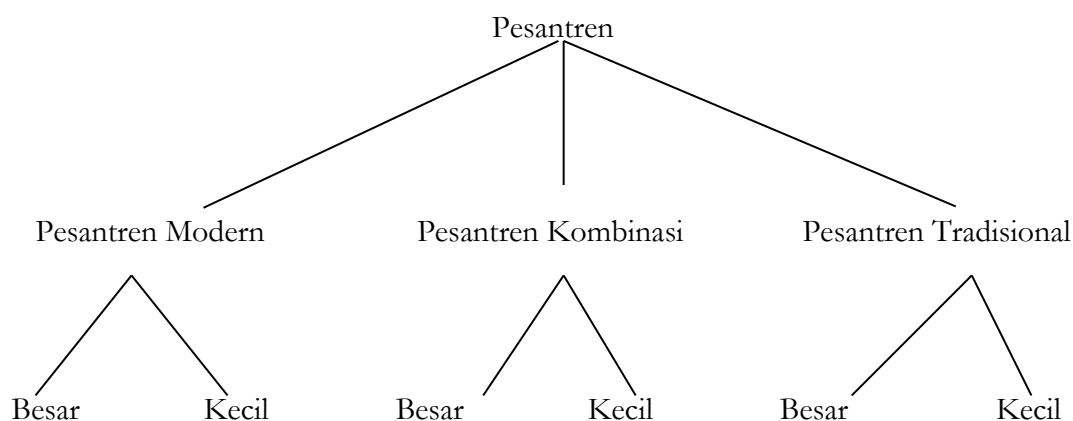 Pesantren
Pesantren Modern Pesantren Kombinasi Pesantren Tradisional
Besar Kecil Besar Kecil Besar Kecil